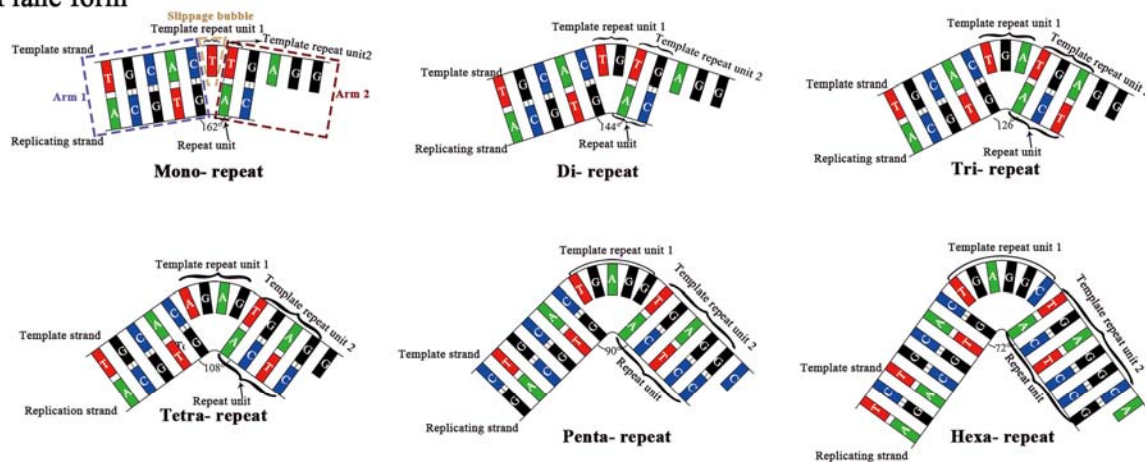 Plane form
Slippage bubble
Template repeat unit 1
Template repeat unit2
Template strand
T G C A C T T G A G G
Arm 1
Arm 2
A C G T G A C
Replicating strand
162°
Repeat unit
Mono- repeat
Template repeat unit 1
Template repeat unit 2
Template strand
T G C A C T G T G A G G
A C G T G A C
Replicating strand
144°
Repeat unit
Di- repeat
Template repeat unit 1
Template repeat unit
Template strand
T G C A C T G A T G A G G
A C G T G A C T
Replicating strand
126
Repeat unit
Tri- repeat
Template repeat unit 1
Template repeat unit 2
Template strand
T G C A C A G A G T G A G G
A C G T G A C T C
Replication strand
108°
Repeat unit
Tetra- repeat
Template repeat unit 1
Template repeat unit 2
Template strand
C T G C A C T G A G G T G A G G C
G A C G T G A C T C C
Replicating strand
90°
Repeat unit
Penta- repeat
Template repeat unit 1
Template repeat unit 2
Template strand
T C T G C A C T G A G G C T G A G G C A
A G A C G T G A C T C C G
Replicating strand
72°
Repeat unit
Hexa- repeat